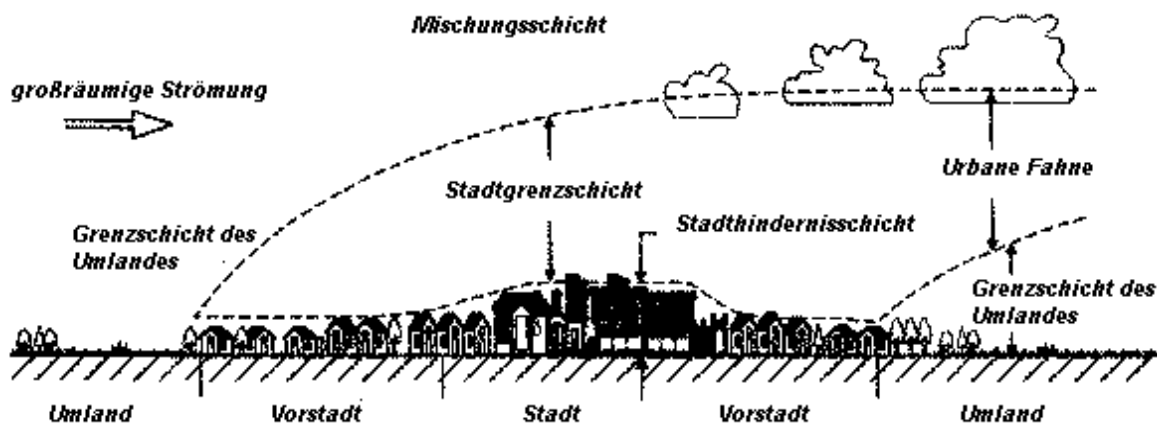 Mischungsschicht
großräumige Strömung
Urbane Fahne
Stadtgrenzschicht
Stadthindernisschicht
Grenzschicht des
Umlandes
Grenzschicht des
Umlandes
Umland Vorstadt Stadt Vorstadt Umland